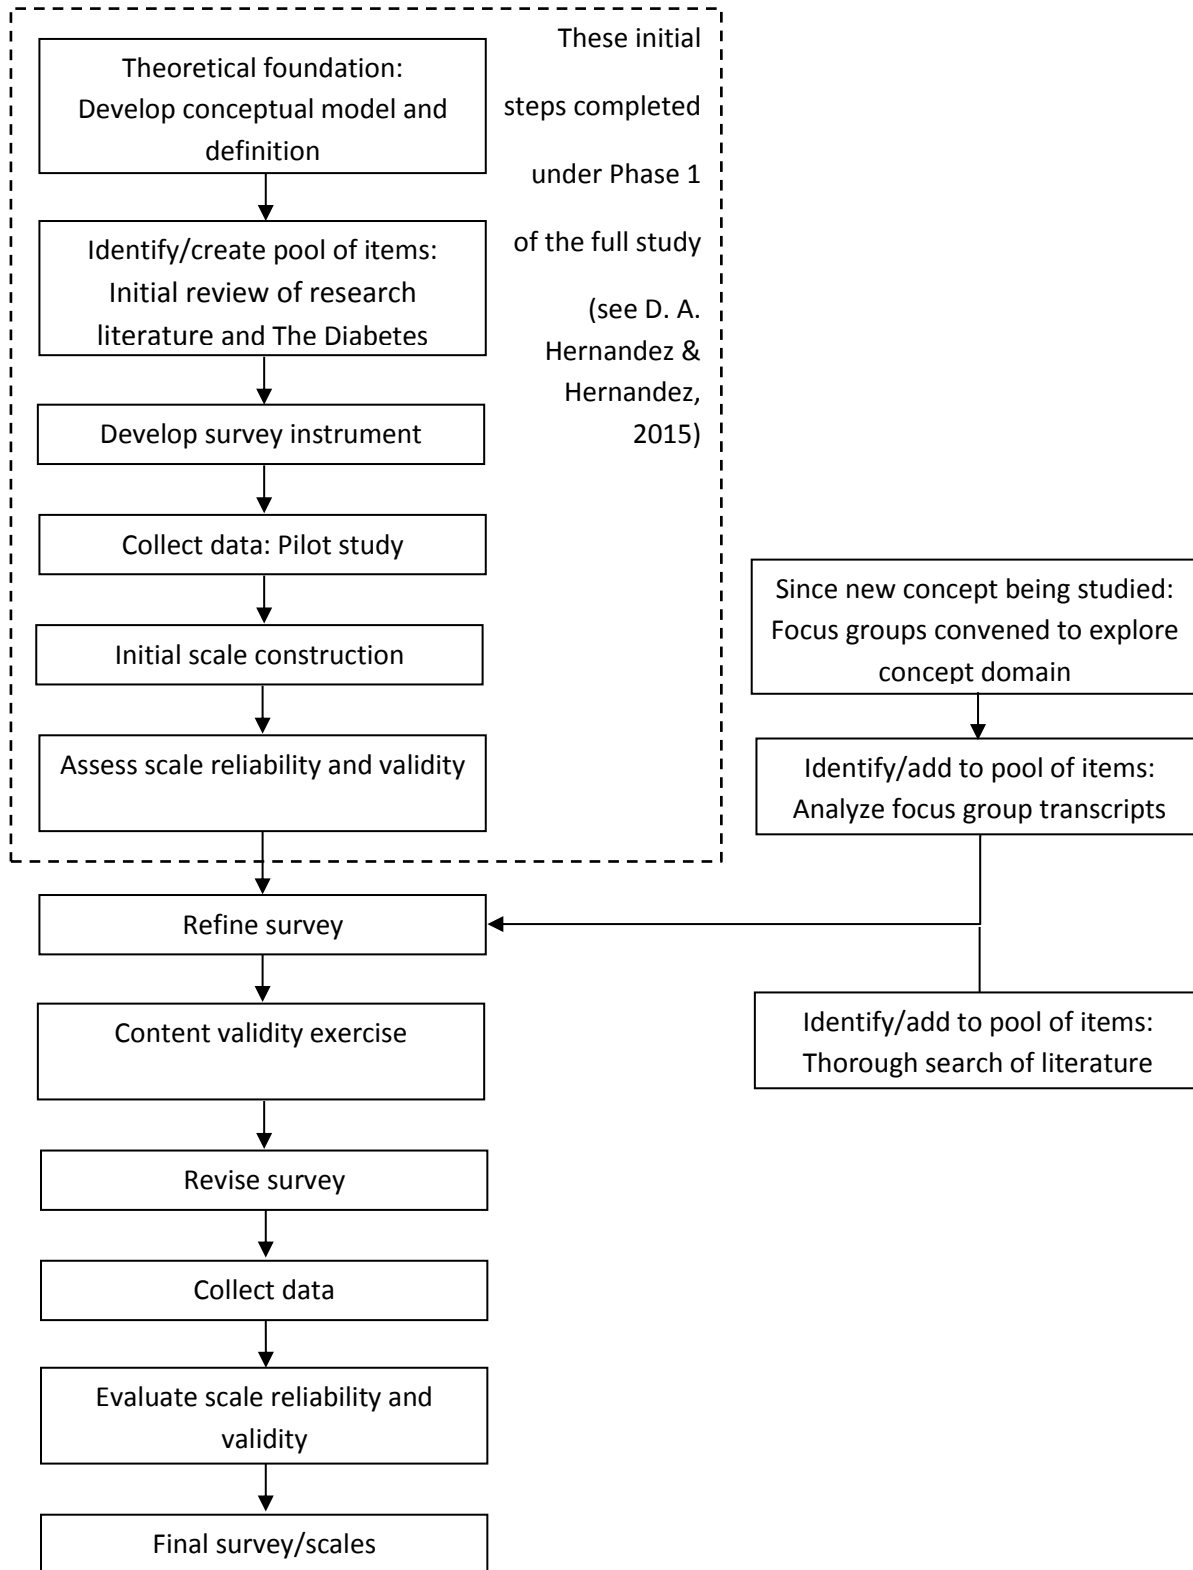 Theoretical foundation:
Develop conceptual model and
definition
These initial
steps completed
under Phase 1
of the full study
(see D. A.
Hernandez &
Hernandez,
2015)
Identify/create pool of items:
Initial review of research
literature and The Diabetes
Develop survey instrument
Collect data: Pilot study
Initial scale construction
Assess scale reliability and validity
Since new concept being studied:
Focus groups convened to explore
concept domain
Identify/add to pool of items:
Analyze focus group transcripts
Refine survey
Identify/add to pool of items:
Thorough search of literature
Content validity exercise
Revise survey
Collect data
Evaluate scale reliability and
validity
Final survey/scales